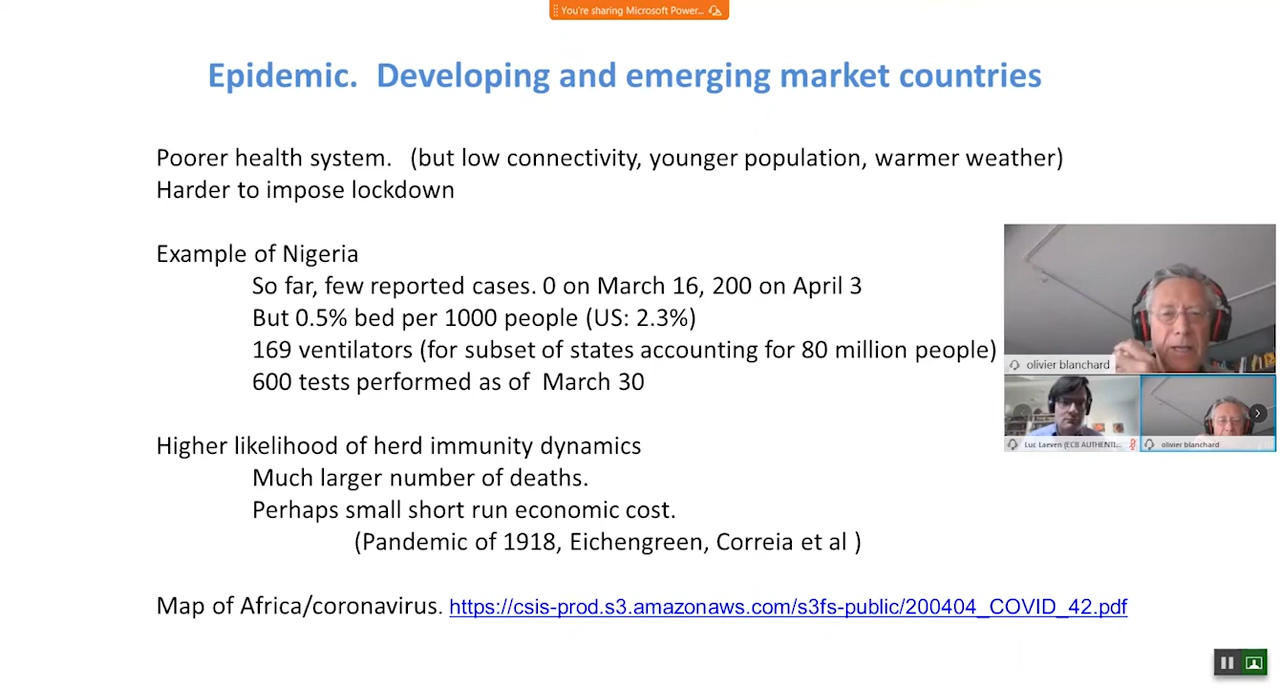 You're sharing Microsoft Power...
Epidemic. Developing and emerging market countries
Poorer health system. (but low connectivity, younger population, warmer weather)
Harder to impose lockdown
Example of Nigeria
So far, few reported cases. 0 on March 16, 200 on April 3
But 0.5% bed per 1000 people (US: 2.3%)
169 ventilators (for subset of states accounting for 80 million people)
600 tests performed as of March 30
Higher likelihood of herd immunity dynamics
Much larger number of deaths.
Perhaps small short run economic cost.
(Pandemic of 1918, Eichengreen, Correia et al )
Map of Africa/coronavirus. https://csis-prod.s3.amazonaws.com/s3fs-public/200404_COVID_42.pdf
olivier blanchard
Luc Laeven (ECB AUTHENTI...
olivier blanchard